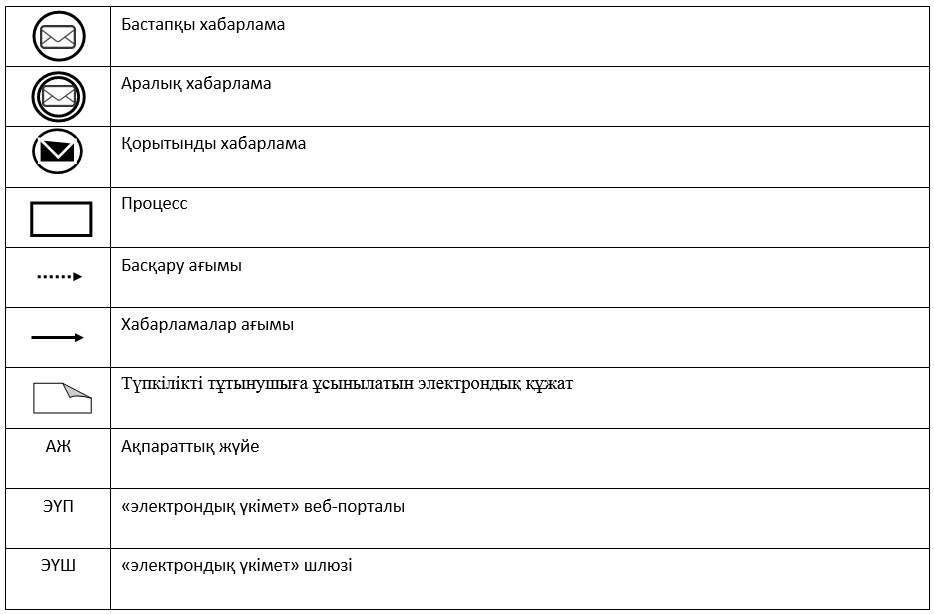 Бастапқы хабарлама
Аралық хабарлама
Қорытынды хабарлама
Процесс
Басқару ағымы
Хабарламалар ағымы
Түпкілікті тұтынушыға ұсынылатын электрондық құжат
АЖ Ақпараттық жүйе
ЭҮП «электрондық үкімет» веб-порталы
ЭҮШ «электрондық үкімет» шлюзі